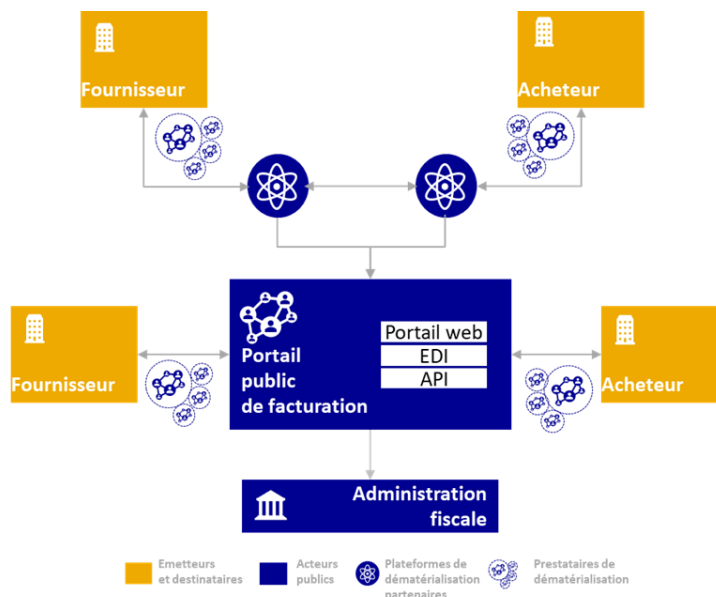 Fournisseur
Acheteur
Portail web
EDI
API
Portail
public
de facturation
Fournisseur
Acheteur
Administration
fiscale
Emetteurs
et destinataires
Acteurs
publics
Plateformes de
dématérialisation
partenaires
Prestataires de
dématérialisation